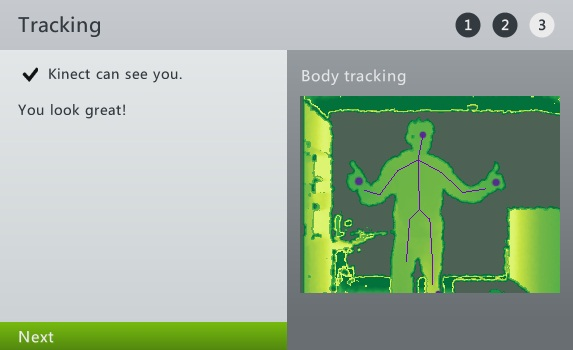 Tracking
1 2 3
Kinect can see you.
You look great!
Body tracking
Next